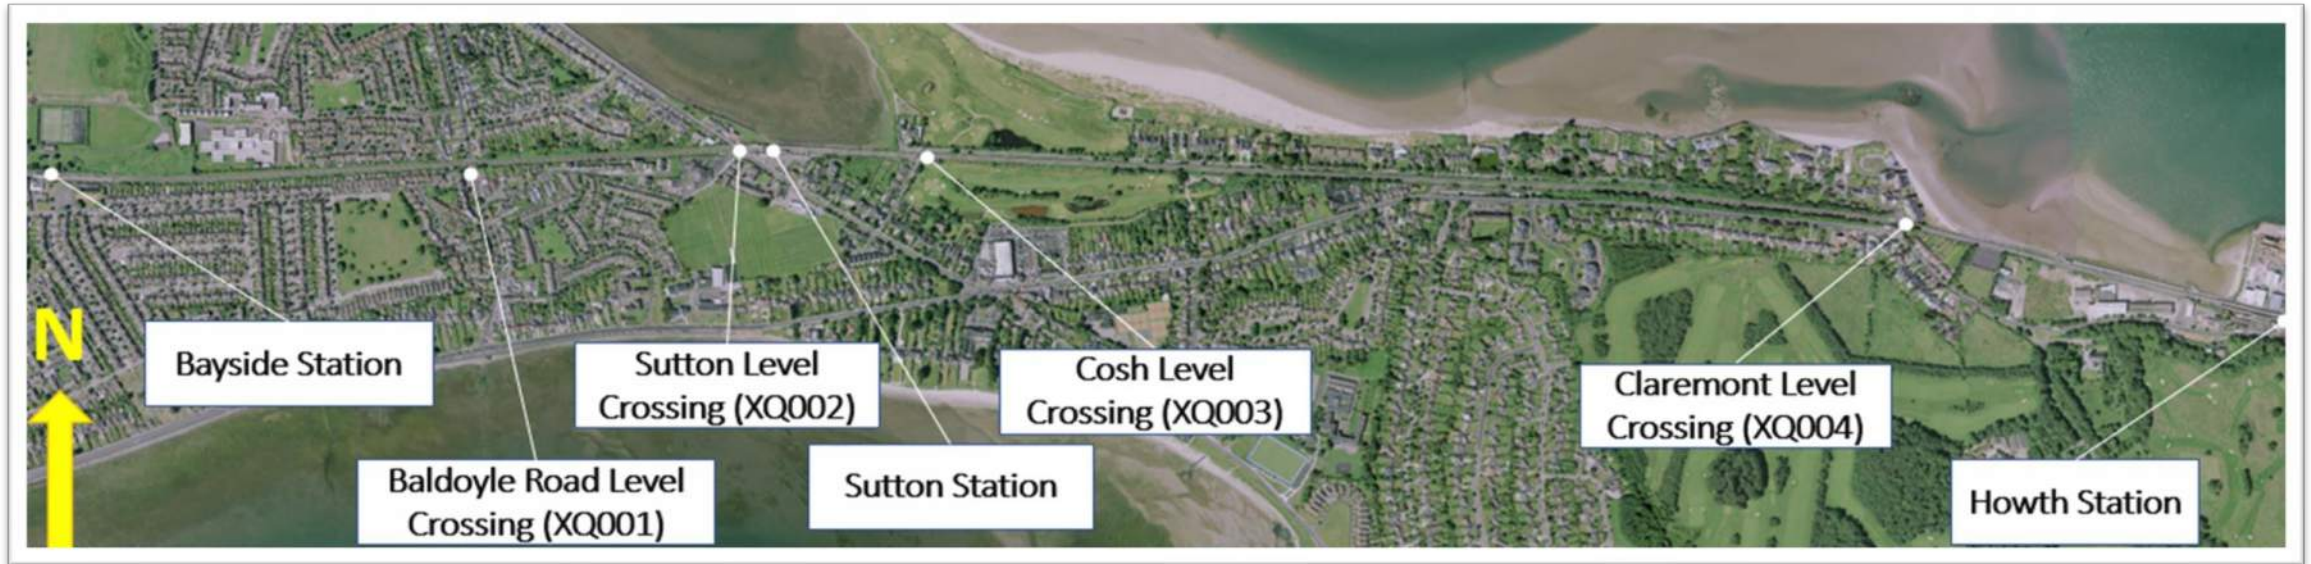 N
Bayside Station
Baldoyle Road Level
Crossing (XQ001)
Sutton Level
Crossing (XQ002)
Sutton Station
Cosh Level
Crossing (XQ003)
Claremont Level
Crossing (XQ004)
Howth Station